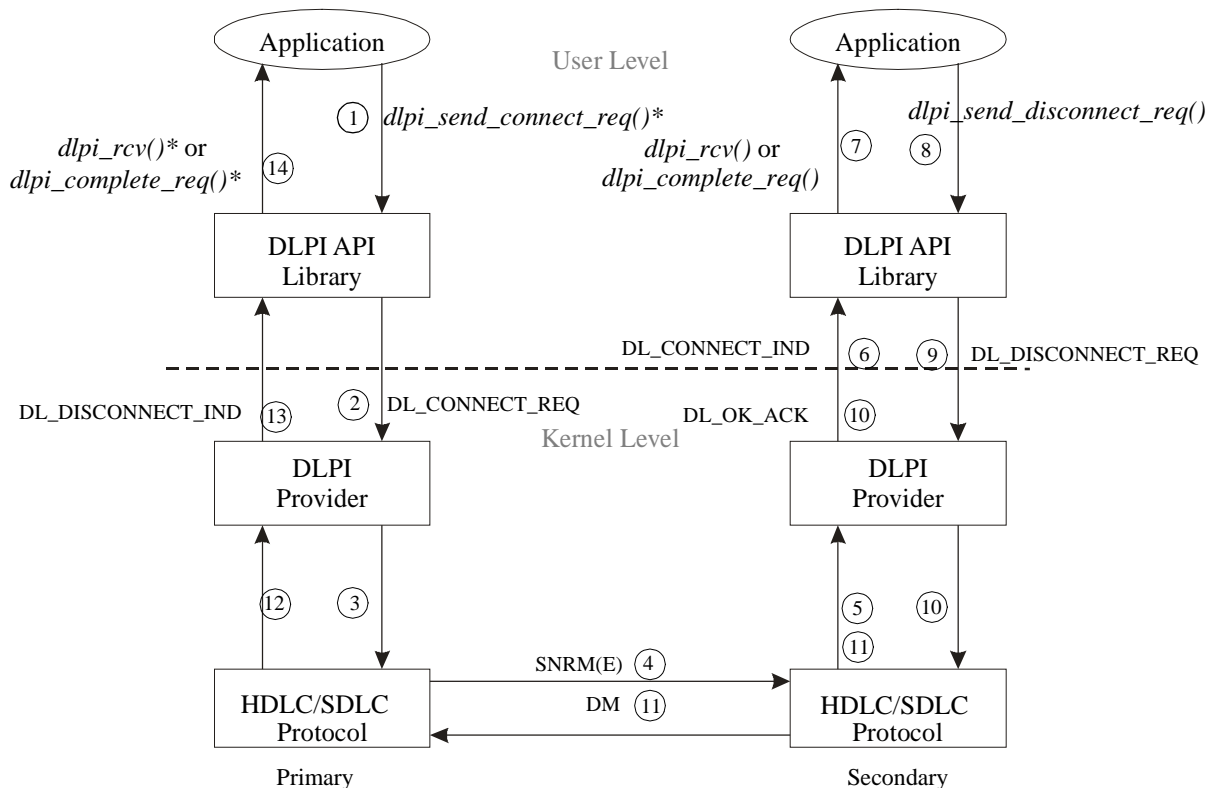 Application
Application
User Level
1
dlpi_send_connect_req()*
dlpi_send_disconnect_req()
dlpi_rcv()* or
dlpi_complete_req()*
14
dlpi_rcv() or
dlpi_complete_req()
7
8
DLPI API
Library
DLPI API
Library
DL_CONNECT_IND
6
9
DL_DISCONNECT_REQ
DL_DISCONNECT_IND
13
2
DL_CONNECT_REQ
DL_OK_ACK
10
Kernel Level
DLPI
Provider
DLPI
Provider
12
3
5
10
11
SNRM(E)
4
DM
11
HDLC/SDLC
Protocol
HDLC/SDLC
Protocol
Primary
Secondary